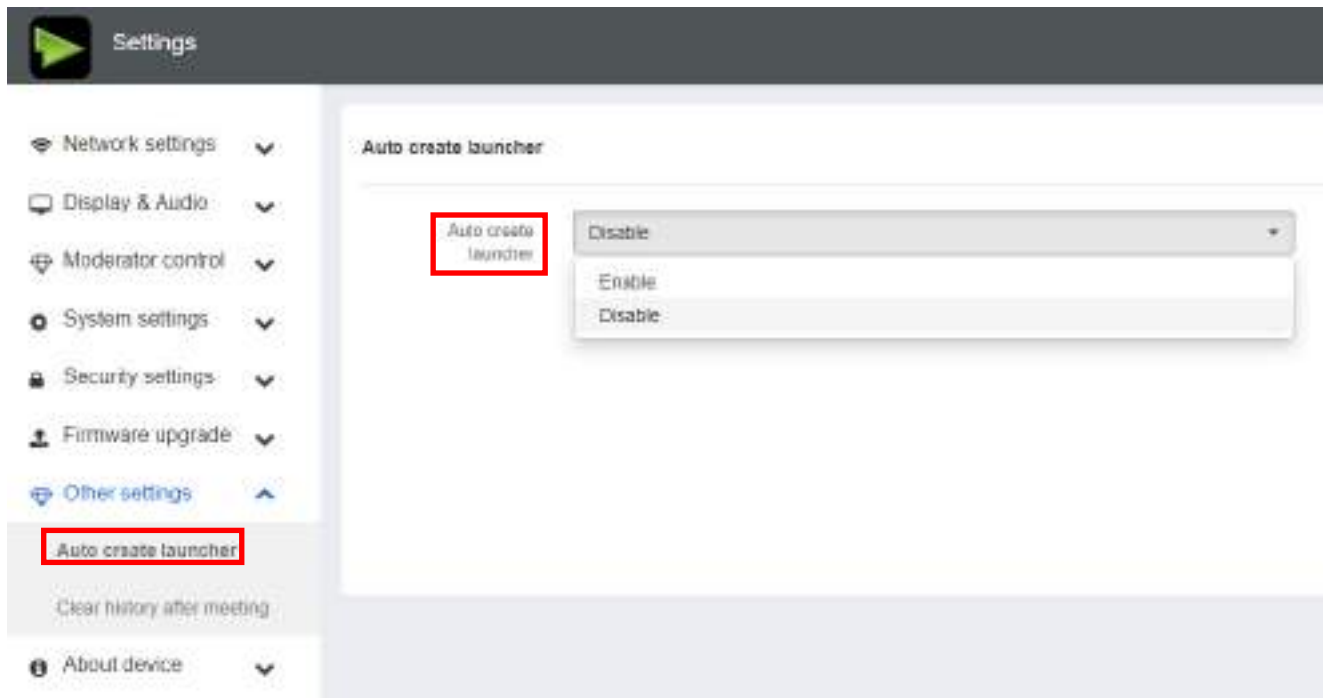 Settings
Network settings
Display & Audio
Moderator control
System settings
Security settings
Firmware upgrade
Other settings
Auto create launcher
Clear history after meeting
About device
Auto create launcher
Auto create
launcher
Disable
Enable
Disable